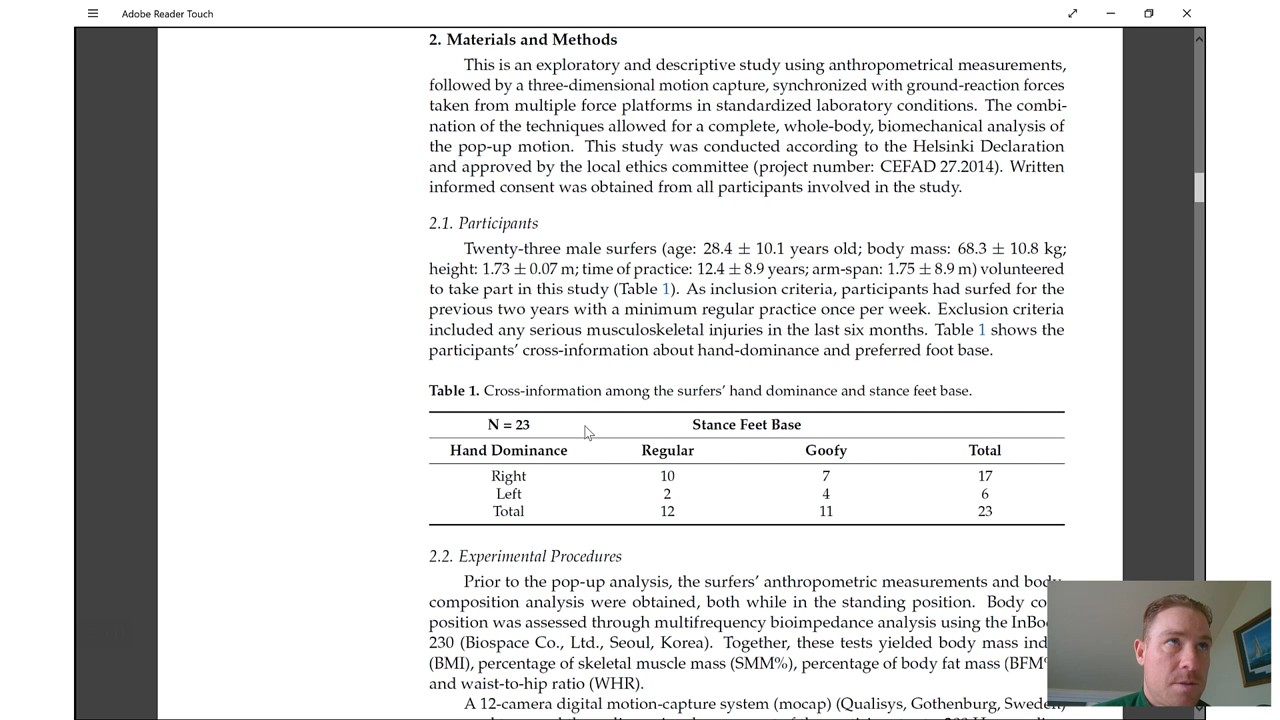 Adobe Reader Touch
2. Materials and Methods
This is an exploratory and descriptive study using anthropometrical measurements,
followed by a three-dimensional motion capture, synchronized with ground-reaction forces
taken from multiple force platforms in standardized laboratory conditions. The combi-
nation of the techniques allowed for a complete, whole-body, biomechanical analysis of
the pop-up motion. This study was conducted according to the Helsinki Declaration
and approved by the local ethics committee (project number: CEFAD 27.2014). Written
informed consent was obtained from all participants involved in the study.
2.1. Participants
Twenty-three male surfers (age: 28.4 ± 10.1 years old; body mass: 68.3 ± 10.8 kg;
height: 1.73 ± 0.07 m; time of practice: 12.4 ± 8.9 years; arm-span: 1.75 ± 8.9 m) volunteered
to take part in this study (Table 1). As inclusion criteria, participants had surfed for the
previous two years with a minimum regular practice once per week. Exclusion criteria
included any serious musculoskeletal injuries in the last six months. Table 1 shows the
participants' cross-information about hand-dominance and preferred foot base.
Table 1. Cross-information among the surfers' hand dominance and stance feet base.
N = 23 Stance Feet Base
Hand Dominance Regular Goofy Total
Right 10 7 17
Left 2 4 6
Total 12 11 23
2.2. Experimental Procedures
Prior to the pop-up analysis, the surfers' anthropometric measurements and body
composition analysis were obtained, both while in the standing position. Body co
position was assessed through multifrequency bioimpedance analysis using the InBo
230 (Biospace Co., Ltd., Seoul, Korea). Together, these tests yielded body mass ind
(BMI), percentage of skeletal muscle mass (SMM%), percentage of body fat mass (BFM%
and waist-to-hip ratio (WHR).
A 12-camera digital motion-capture system (mocap) (Qualisys, Gothenburg, Sweden)